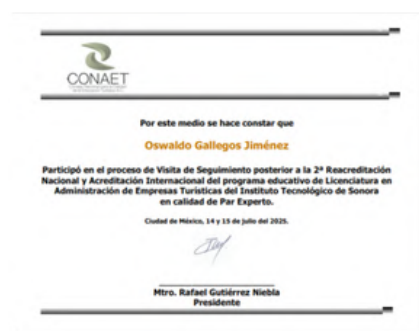 CONAET
Por este medio se hace constar que
Oswaldo Gallegos Jiménez
Participó en el proceso de Visita de Seguimiento posterior a la 2ª Reacreditación
Nacional y Acreditación Internacional del programa educativo de Licenciatura en
Administración de Empresas Turísticas del Instituto Tecnológico de Sonora
en calidad de Par Experto.
Ciudad de México, 14 y 15 de julio del 2025.
Mtro. Rafael Gutiérrez Niebla
Presidente